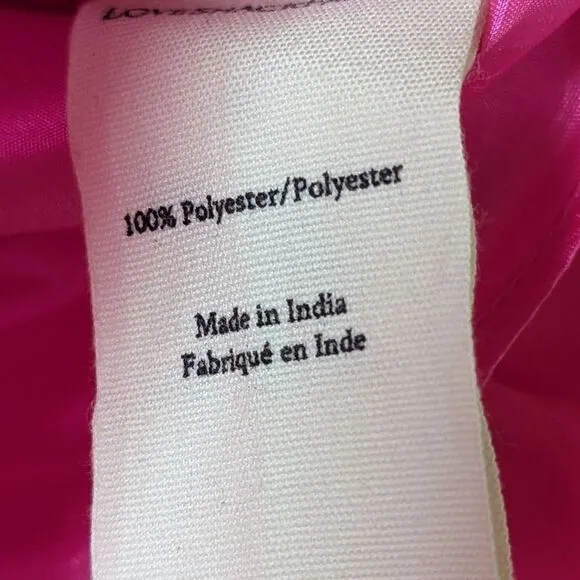 100% Polyester/Polyester
Made in India
Fabriqué en Inde